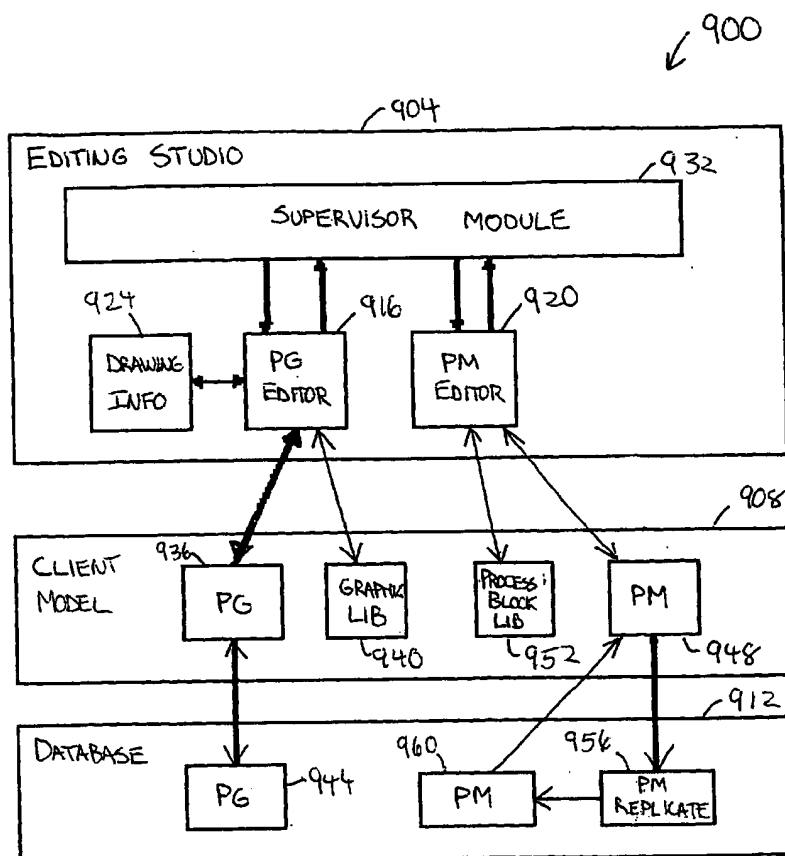 900
904
EDITING STUDIO
932
SUPERVISOR MODULE
924
916
920
DRAWING
INFO
PG
EDITOR
PM
EDITOR
908
CLIENT
MODEL
936
PG
GRAPHIC
LIB
940
PROCESS:
BLOCK
LIB
952
PM
948
912
DATABASE
PG
944
960
PM
956
PM
REPLICATE